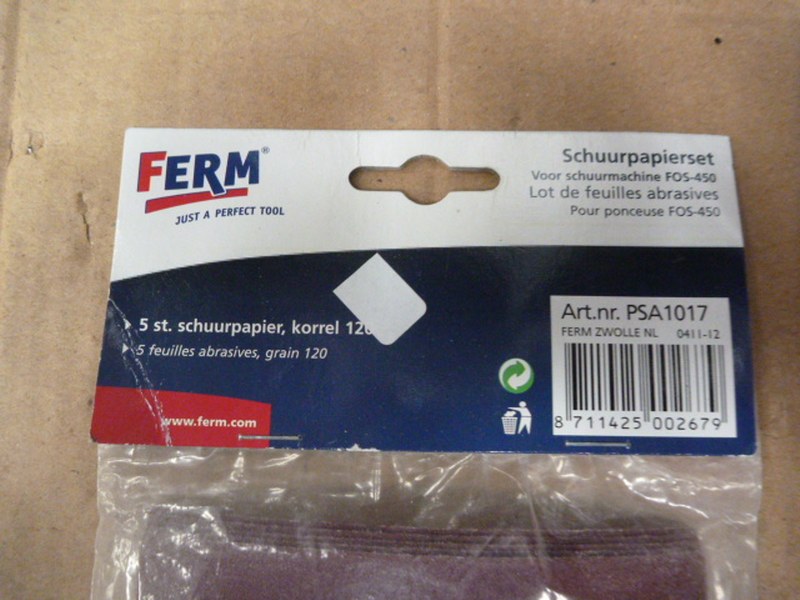 FERM®
JUST A PERFECT TOOL
Schuurpapierset
Voor schuurmachine FOS-450
Lot de feuilles abrasives
Pour ponceuse FOS-450
5 st. schuurpapier, korrel 120
5 feuilles abrasives, grain 120
www.ferm.com
Art.nr. PSA1017
FERM ZWOLLE NL 0411-12
8 711425 002679